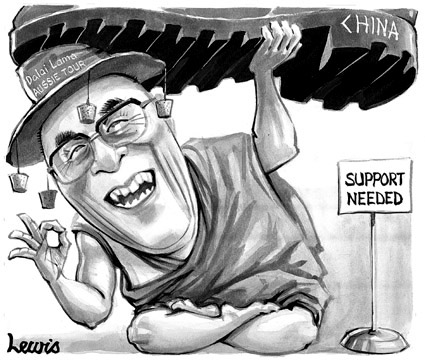 CHINA
Dalai Lama
AUSSIE TOUR
SUPPORT
NEEDED
Lewis